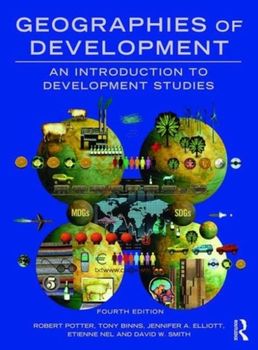 GEOGRAPHIES OF
DEVELOPMENT
AN INTRODUCTION TO
DEVELOPMENT STUDIES
MDGs
SDGs
FOURTH EDITION
ROBERT POTTER, TONY BINNS, JENNIFER A. ELLIOTT,
ETIENNE NEL AND DAVID W. SMITH
R
ROUTLEDGE